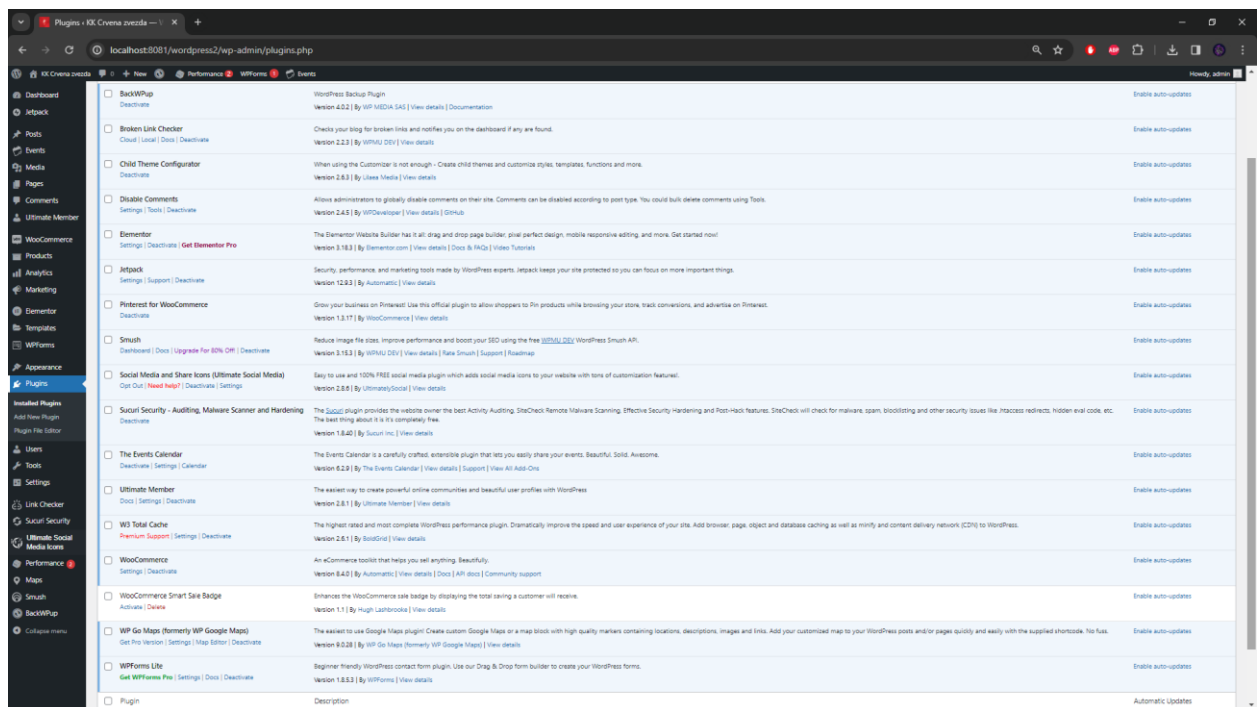 Plugins ‹ KK Crvena zvezda — V
localhost:8081/wordpress2/wp-admin/plugins.php
KK Crvena zvezda 0 New Performance 2 WPForms Events Howdy, admin
Dashboard
Jetpack
Posts
Events
Media
Pages
Comments
Ultimate Member
WooCommerce
Products
Analytics
Marketing
Elementor
Templates
WPForms
Appearance
Plugins
Installed Plugins
Add New Plugin
Plugin File Editor
Users
Tools
Settings
Link Checker
Sucuri Security
Ultimate Social
Media Icons
Performance 2
Maps
Smush
BackWPup
Collapse menu
BackWPup WordPress Backup Plugin Enable auto-updates
Deactivate Version 4.0.2 | By WP MEDIA SAS | View details | Documentation
Broken Link Checker Checks your blog for broken links and notifies you on the dashboard if any are found. Enable auto-updates
Cloud | Local | Docs | Deactivate Version 2.2.3 | By WPMU DEV | View details
Child Theme Configurator When using the Customizer is not enough - Create child themes and customize styles, templates, functions and more. Enable auto-updates
Deactivate Version 2.6.3 | By Lilaea Media | View details
Disable Comments Allows administrators to globally disable comments on their site. Comments can be disabled according to post type. You could bulk delete comments using Tools. Enable auto-updates
Settings | Tools | Deactivate Version 2.4.5 | By WPDeveloper | View details | GitHub
Elementor The Elementor Website Builder has it all: drag and drop page builder, pixel perfect design, mobile responsive editing, and more. Get started now! Enable auto-updates
Settings | Deactivate | Get Elementor Pro Version 3.18.3 | By Elementor.com | View details | Docs & FAQs | Video Tutorials
Jetpack Security, performance, and marketing tools made by WordPress experts. Jetpack keeps your site protected so you can focus on more important things. Enable auto-updates
Settings | Support | Deactivate Version 12.9.3 | By Automattic | View details
Pinterest for WooCommerce Grow your business on Pinterest! Use this official plugin to allow shoppers to Pin products while browsing your store, track conversions, and advertise on Pinterest. Enable auto-updates
Deactivate Version 1.3.17 | By WooCommerce | View details
Smush Reduce image file sizes, improve performance and boost your SEO using the free WPMU DEV WordPress Smush API. Enable auto-updates
Dashboard | Docs | Upgrade For 80% Off! | Deactivate Version 3.15.3 | By WPMU DEV | View details | Rate Smush | Support | Roadmap
Social Media and Share Icons (Ultimate Social Media) Easy to use and 100% FREE social media plugin which adds social media icons to your website with tons of customization features!. Enable auto-updates
Opt Out | Need help? | Deactivate | Settings Version 2.8.6 | By UltimatelySocial | View details
Sucuri Security - Auditing, Malware Scanner and Hardening The Sucuri plugin provides the website owner the best Activity Auditing, SiteCheck Remote Malware Scanning, Effective Security Hardening and Post-Hack features. SiteCheck will check for malware, spam, blocklisting and other security issues like .htaccess redirects, hidden eval code, etc. Enable auto-updates
Deactivate The best thing about it is it's completely free.
Version 1.8.40 | By Sucuri Inc. | View details
The Events Calendar The Events Calendar is a carefully crafted, extensible plugin that lets you easily share your events. Beautiful. Solid. Awesome. Enable auto-updates
Deactivate | Settings | Calendar Version 6.2.9 | By The Events Calendar | View details | Support | View All Add-Ons
Ultimate Member The easiest way to create powerful online communities and beautiful user profiles with WordPress Enable auto-updates
Docs | Settings | Deactivate Version 2.8.1 | By Ultimate Member | View details
W3 Total Cache The highest rated and most complete WordPress performance plugin. Dramatically improve the speed and user experience of your site. Add browser, page, object and database caching as well as minify and content delivery network (CDN) to WordPress. Enable auto-updates
Premium Support | Settings | Deactivate Version 2.6.1 | By BoldGrid | View details
WooCommerce An eCommerce toolkit that helps you sell anything. Beautifully. Enable auto-updates
Settings | Deactivate Version 8.4.0 | By Automattic | View details | Docs | API docs | Community support
WooCommerce Smart Sale Badge Enhances the WooCommerce sale badge by displaying the total saving a customer will receive. Enable auto-updates
Activate | Delete Version 1.1 | By Hugh Lashbrooke | View details
WP Go Maps (formerly WP Google Maps) The easiest to use Google Maps plugin! Create custom Google Maps or a map block with high quality markers containing locations, descriptions, images and links. Add your customized map to your WordPress posts and/or pages quickly and easily with the supplied shortcode. No fuss. Enable auto-updates
Get Pro Version | Settings | Map Editor | Deactivate Version 9.0.28 | By WP Go Maps (formerly WP Google Maps) | View details
WPForms Lite Beginner friendly WordPress contact form plugin. Use our Drag & Drop form builder to create your WordPress forms. Enable auto-updates
Get WPForms Pro | Settings | Docs | Deactivate Version 1.8.5.3 | By WPForms | View details
Plugin Description Automatic Updates